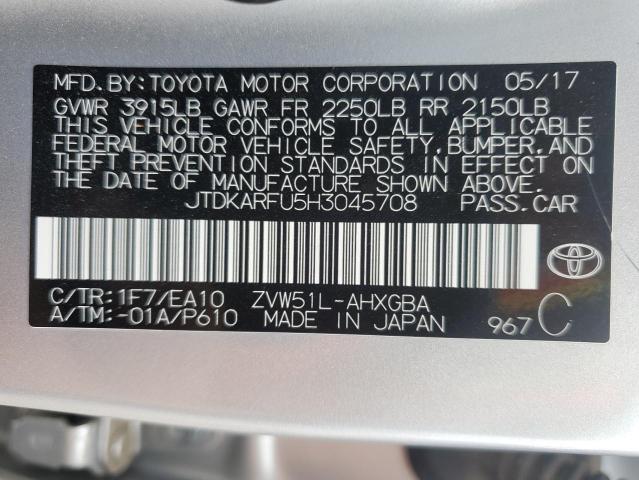 MFD.BY:TOYOTA MOTOR CORPORATION 05/17
GVWR 3915LB GAWR FR 2250LB RR 2150LB
THIS VEHICLE CONFORMS TO ALL APPLICABLE
FEDERAL MOTOR VEHICLE SAFETY,BUMPER,AND
THEFT PREVENTION STANDARDS IN EFFECT ON
THE DATE OF MANUFACTURE SHOWN ABOVE.
JTDKARFU5H3045708 PASS.CAR
C/TR:1F7/EA10 ZVW51L-AHXGBA
A/TM:-01A/P610 MADE IN JAPAN 967 C